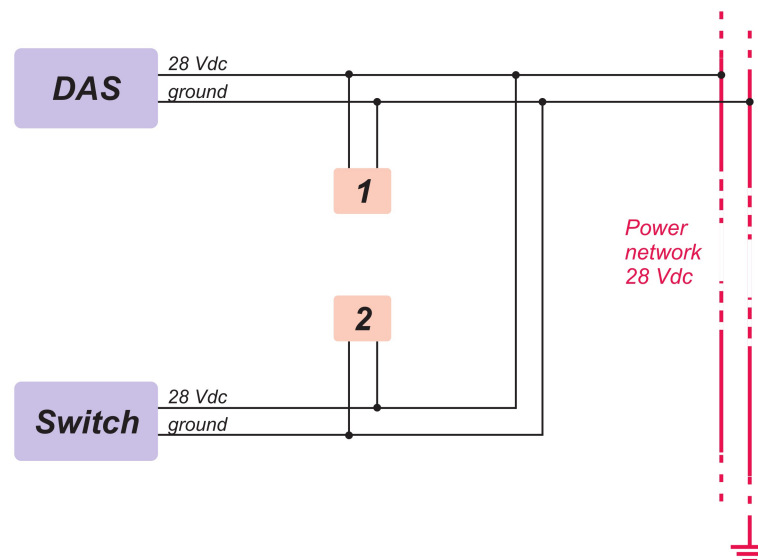 28 Vdc
DAS
ground
1
Power
network
28 Vdc
2
28 Vdc
Switch
ground